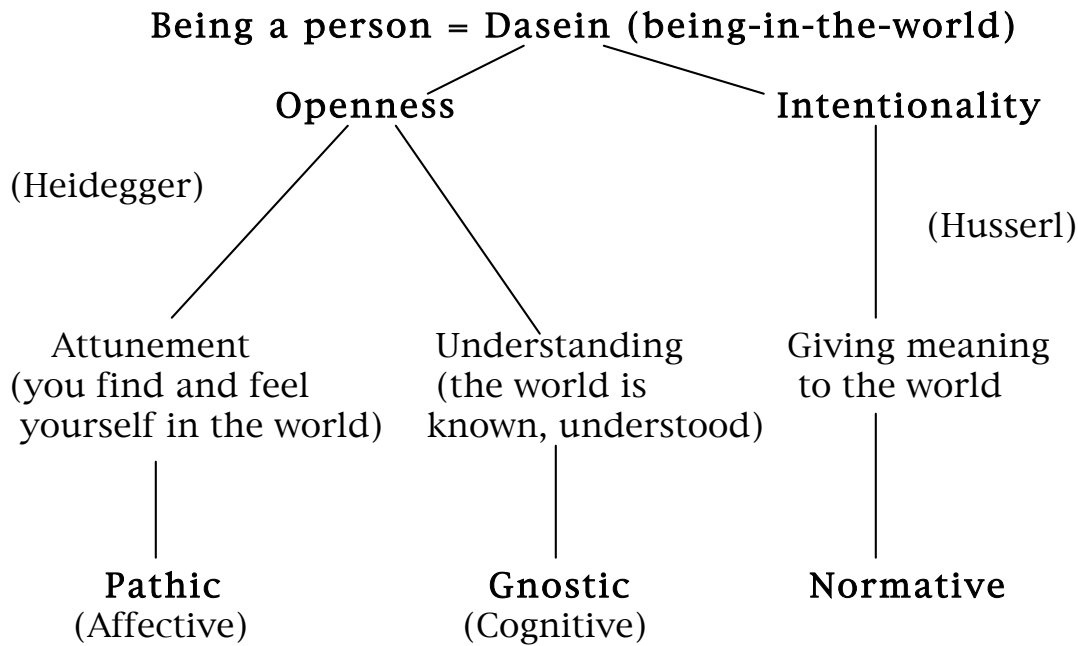 Being a person = Dasein (being-in-the-world)
Openness
Intentionality
(Heidegger)
(Husserl)
Attunement
(you find and feel
yourself in the world)
Understanding
(the world is
known, understood)
Giving meaning
to the world
Pathic
(Affective)
Gnostic
(Cognitive)
Normative